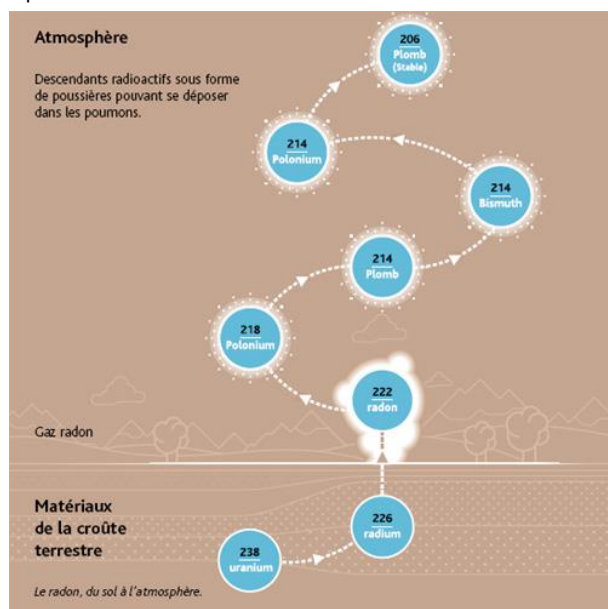 Atmosphère
Descendants radioactifs sous forme
de poussières pouvant se déposer
dans les poumons.
206
Plomb
(Stable)
214
Polonium
214
Bismuth
214
Plomb
218
Polonium
222
radon
Gaz radon
Matériaux
de la croûte
terrestre
226
radium
238
uranium
Le radon, du sol à l'atmosphère.